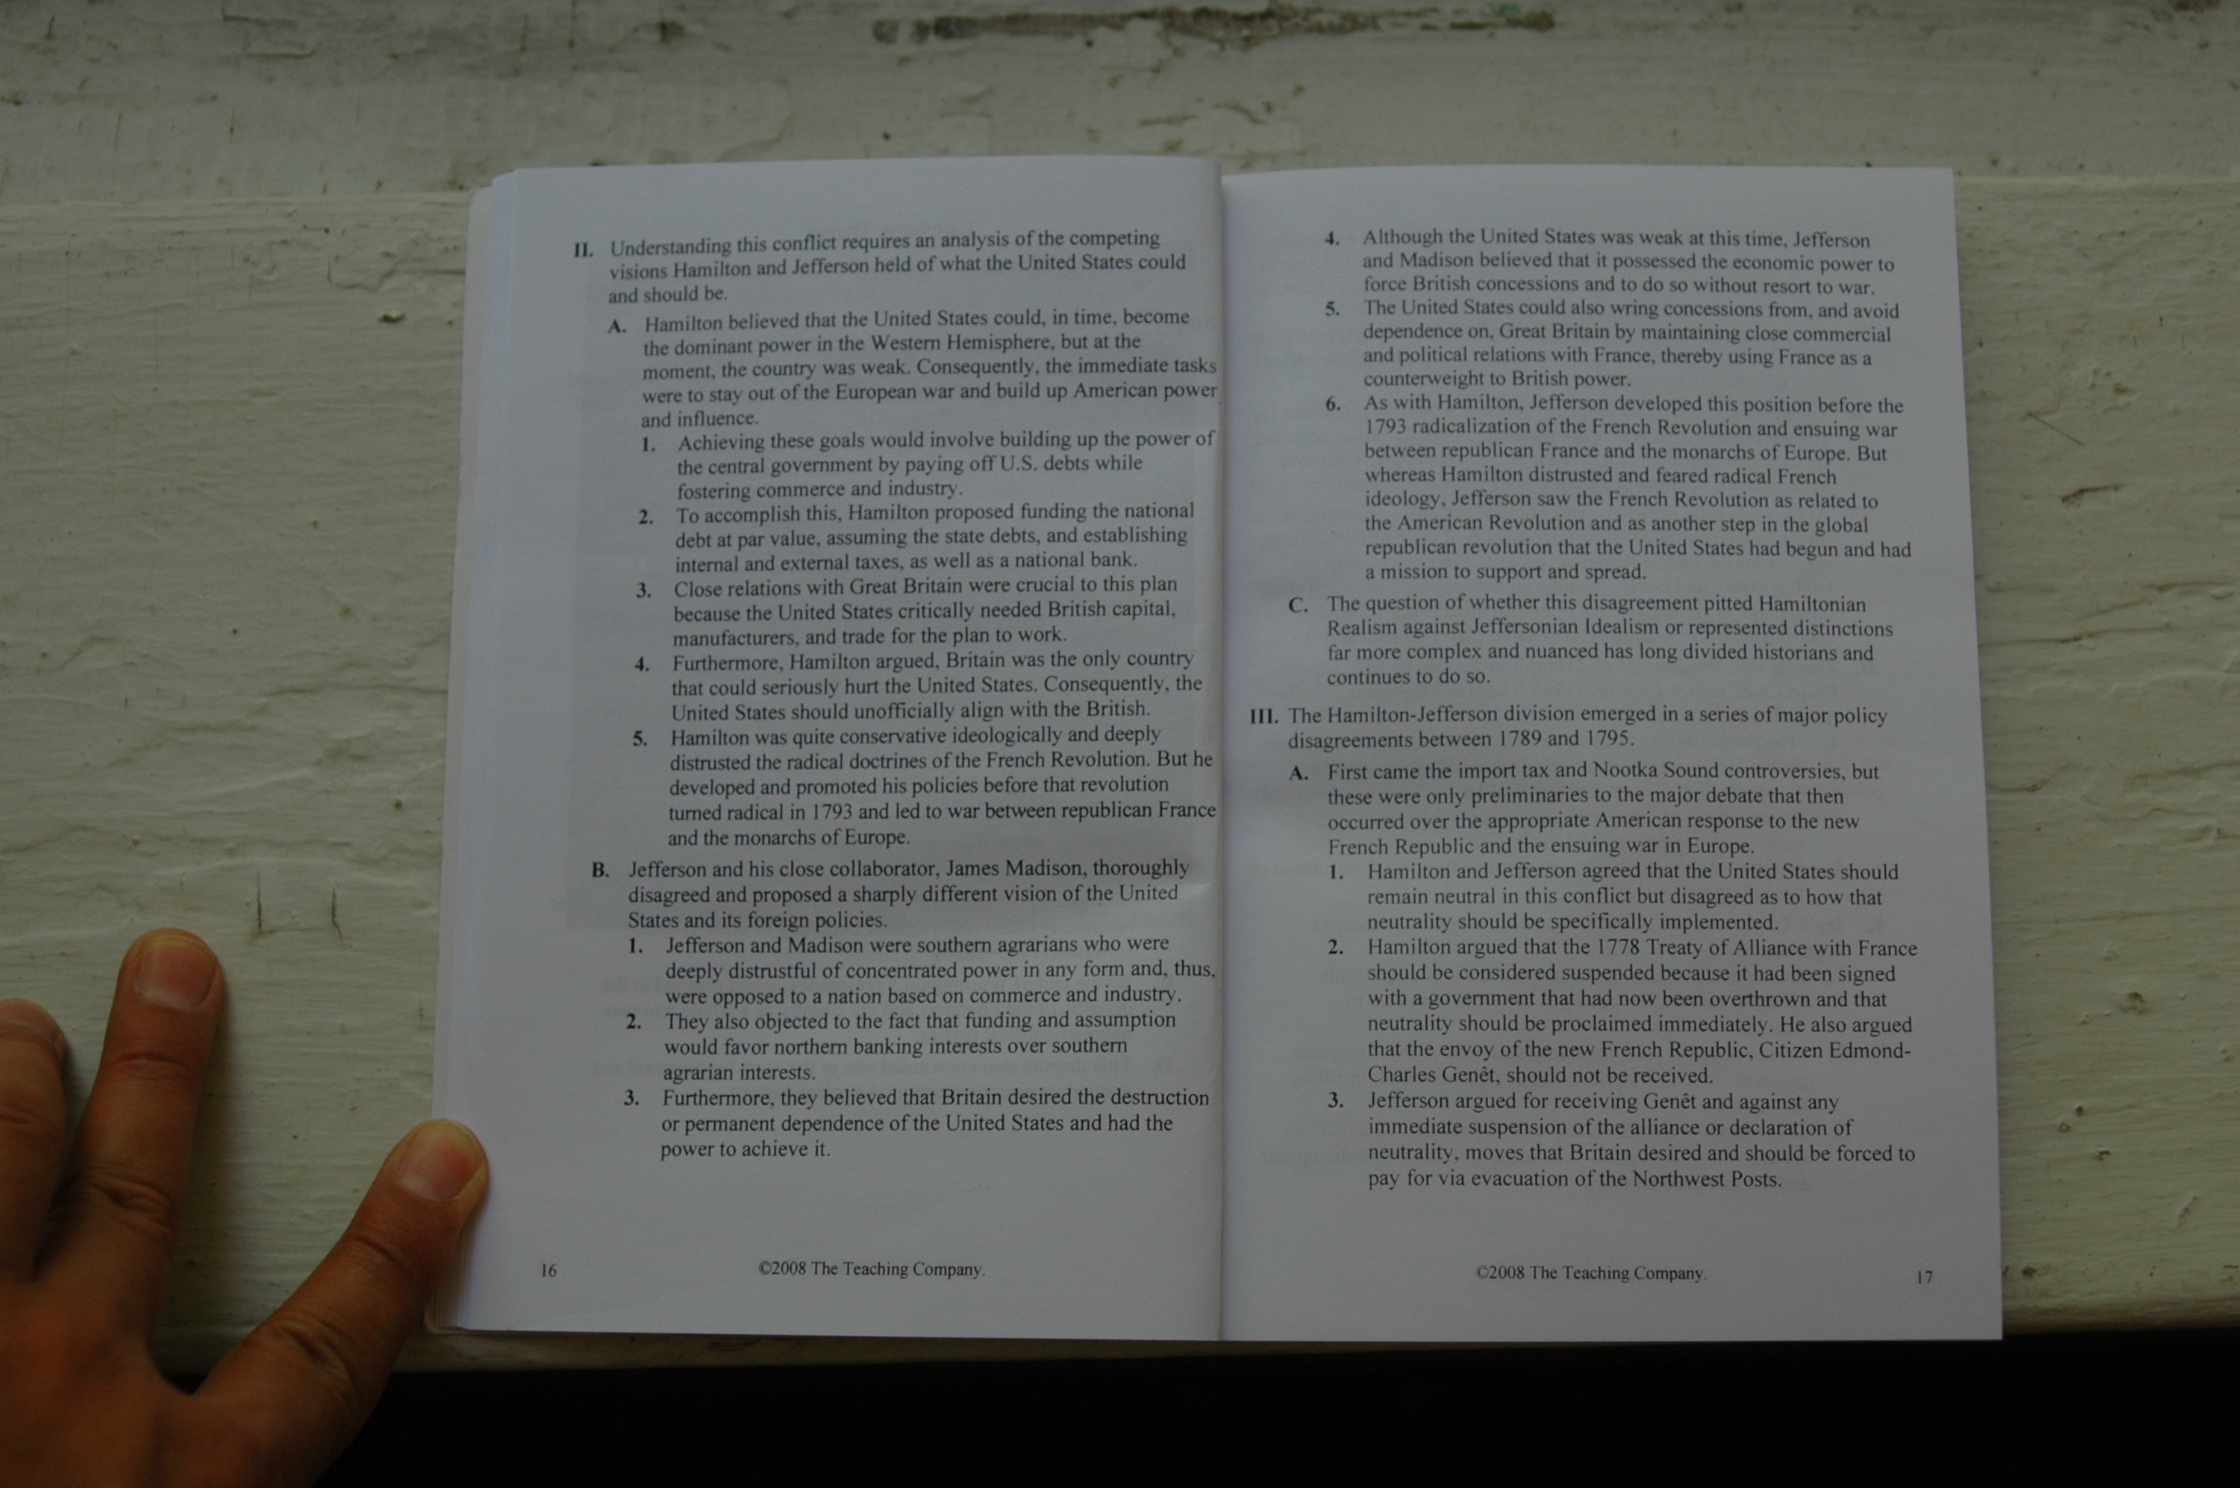 II. Understanding this conflict requires an analysis of the competing
visions Hamilton and Jefferson held of what the United States could
and should be.
A. Hamilton believed that the United States could, in time, become
the dominant power in the Western Hemisphere, but at the
moment, the country was weak. Consequently, the immediate tasks
were to stay out of the European war and build up American power
and influence.
1. Achieving these goals would involve building up the power of
the central government by paying off U.S. debts while
fostering commerce and industry.
2. To accomplish this, Hamilton proposed funding the national
debt at par value, assuming the state debts, and establishing
internal and external taxes, as well as a national bank.
3. Close relations with Great Britain were crucial to this plan
because the United States critically needed British capital,
manufacturers, and trade for the plan to work.
4. Furthermore, Hamilton argued, Britain was the only country
that could seriously hurt the United States. Consequently, the
United States should unofficially align with the British.
5. Hamilton was quite conservative ideologically and deeply
distrusted the radical doctrines of the French Revolution. But he
developed and promoted his policies before that revolution
turned radical in 1793 and led to war between republican France
and the monarchs of Europe.
B. Jefferson and his close collaborator, James Madison, thoroughly
disagreed and proposed a sharply different vision of the United
States and its foreign policies.
1. Jefferson and Madison were southern agrarians who were
deeply distrustful of concentrated power in any form and, thus,
were opposed to a nation based on commerce and industry.
2. They also objected to the fact that funding and assumption
would favor northern banking interests over southern
agrarian interests.
3. Furthermore, they believed that Britain desired the destruction
or permanent dependence of the United States and had the
power to achieve it.
16 ©2008 The Teaching Company.
4. Although the United States was weak at this time, Jefferson
and Madison believed that it possessed the economic power to
force British concessions and to do so without resort to war.
5. The United States could also wring concessions from, and avoid
dependence on, Great Britain by maintaining close commercial
and political relations with France, thereby using France as a
counterweight to British power.
6. As with Hamilton, Jefferson developed this position before the
1793 radicalization of the French Revolution and ensuing war
between republican France and the monarchs of Europe. But
whereas Hamilton distrusted and feared radical French
ideology, Jefferson saw the French Revolution as related to
the American Revolution and as another step in the global
republican revolution that the United States had begun and had
a mission to support and spread.
C. The question of whether this disagreement pitted Hamiltonian
Realism against Jeffersonian Idealism or represented distinctions
far more complex and nuanced has long divided historians and
continues to do so.
III. The Hamilton-Jefferson division emerged in a series of major policy
disagreements between 1789 and 1795.
A. First came the import tax and Nootka Sound controversies, but
these were only preliminaries to the major debate that then
occurred over the appropriate American response to the new
French Republic and the ensuing war in Europe.
1. Hamilton and Jefferson agreed that the United States should
remain neutral in this conflict but disagreed as to how that
neutrality should be specifically implemented.
2. Hamilton argued that the 1778 Treaty of Alliance with France
should be considered suspended because it had been signed
with a government that had now been overthrown and that
neutrality should be proclaimed immediately. He also argued
that the envoy of the new French Republic, Citizen Edmond-
Charles Genêt, should not be received.
3. Jefferson argued for receiving Genêt and against any
immediate suspension of the alliance or declaration of
neutrality, moves that Britain desired and should be forced to
pay for via evacuation of the Northwest Posts.
©2008 The Teaching Company. 17